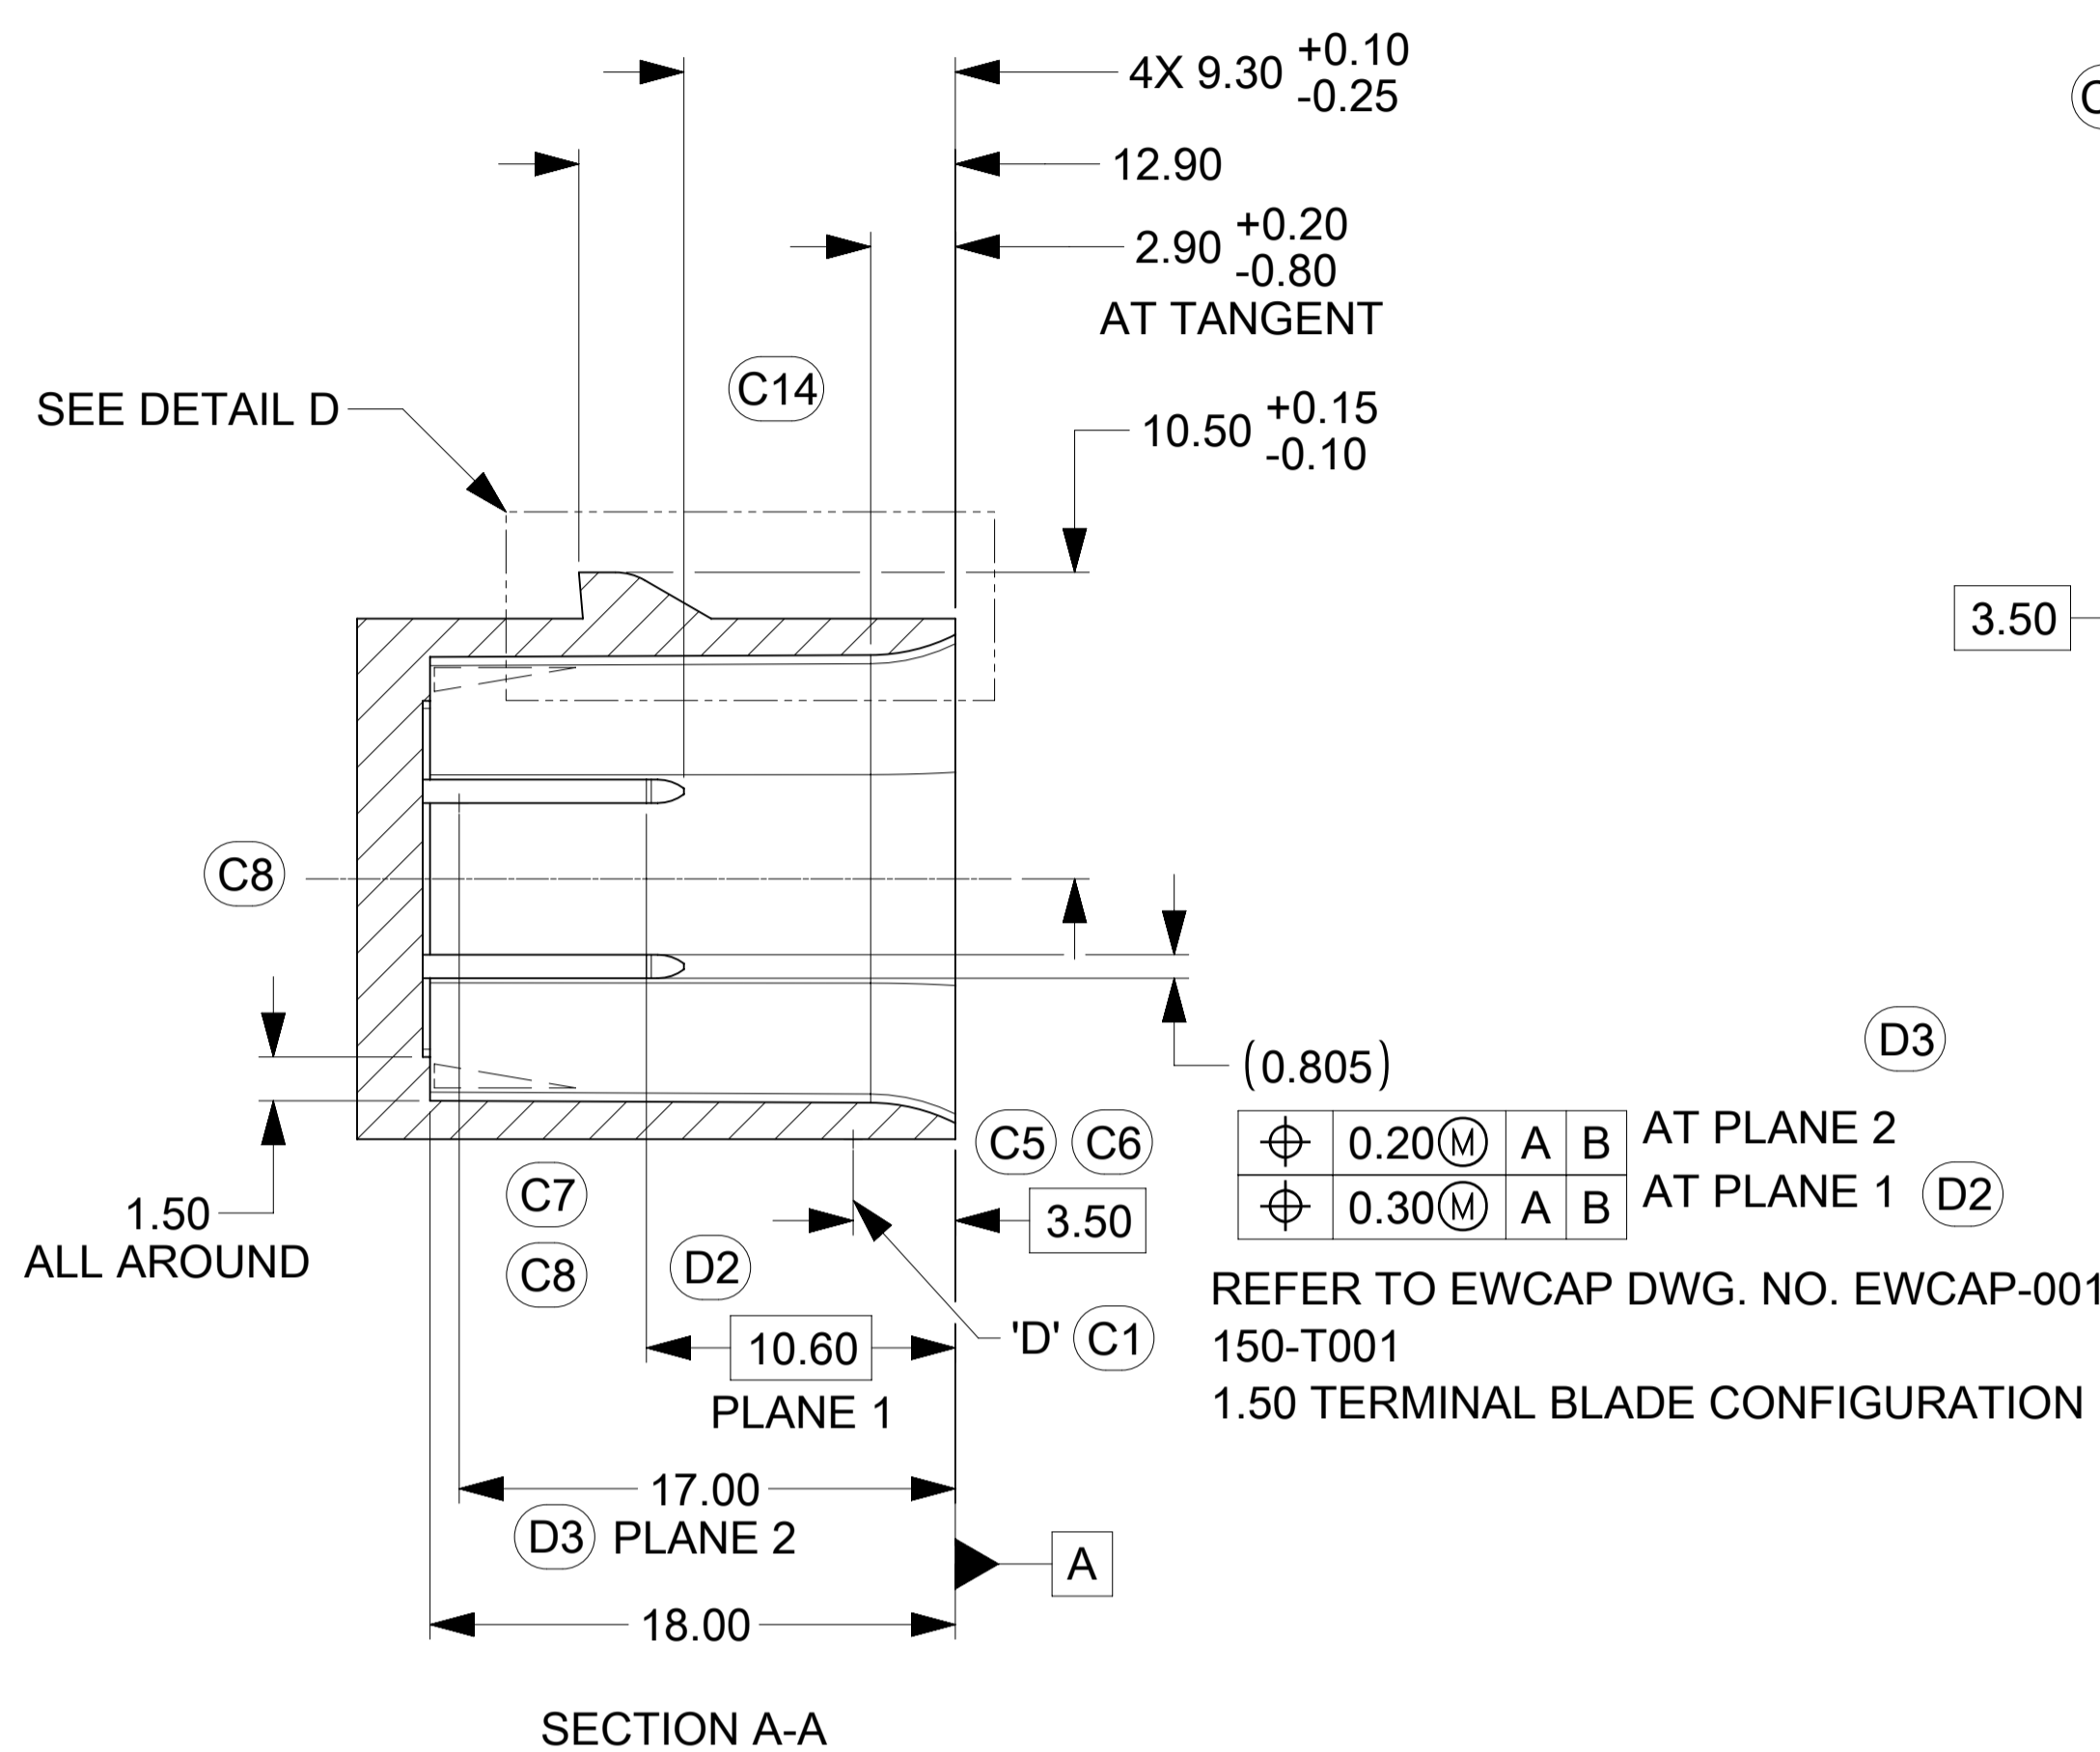 +0.10
4X 9.30
-0.25
12.90
+0.20
2.90
-0.80
AT TANGENT
C14
SEE DETAIL D
+0.15
10.50
-0.10
3.50
C8
D3
(0.805)
⌖ 0.20Ⓜ A B AT PLANE 2
⌖ 0.30Ⓜ A B AT PLANE 1 D2
C5 C6
1.50
ALL AROUND
C7
C8
D2
3.50
'D' C1
10.60
PLANE 1
REFER TO EWCAP DWG. NO. EWCAP-001
150-T001
1.50 TERMINAL BLADE CONFIGURATION
17.00
D3 PLANE 2
A
18.00
SECTION A-A